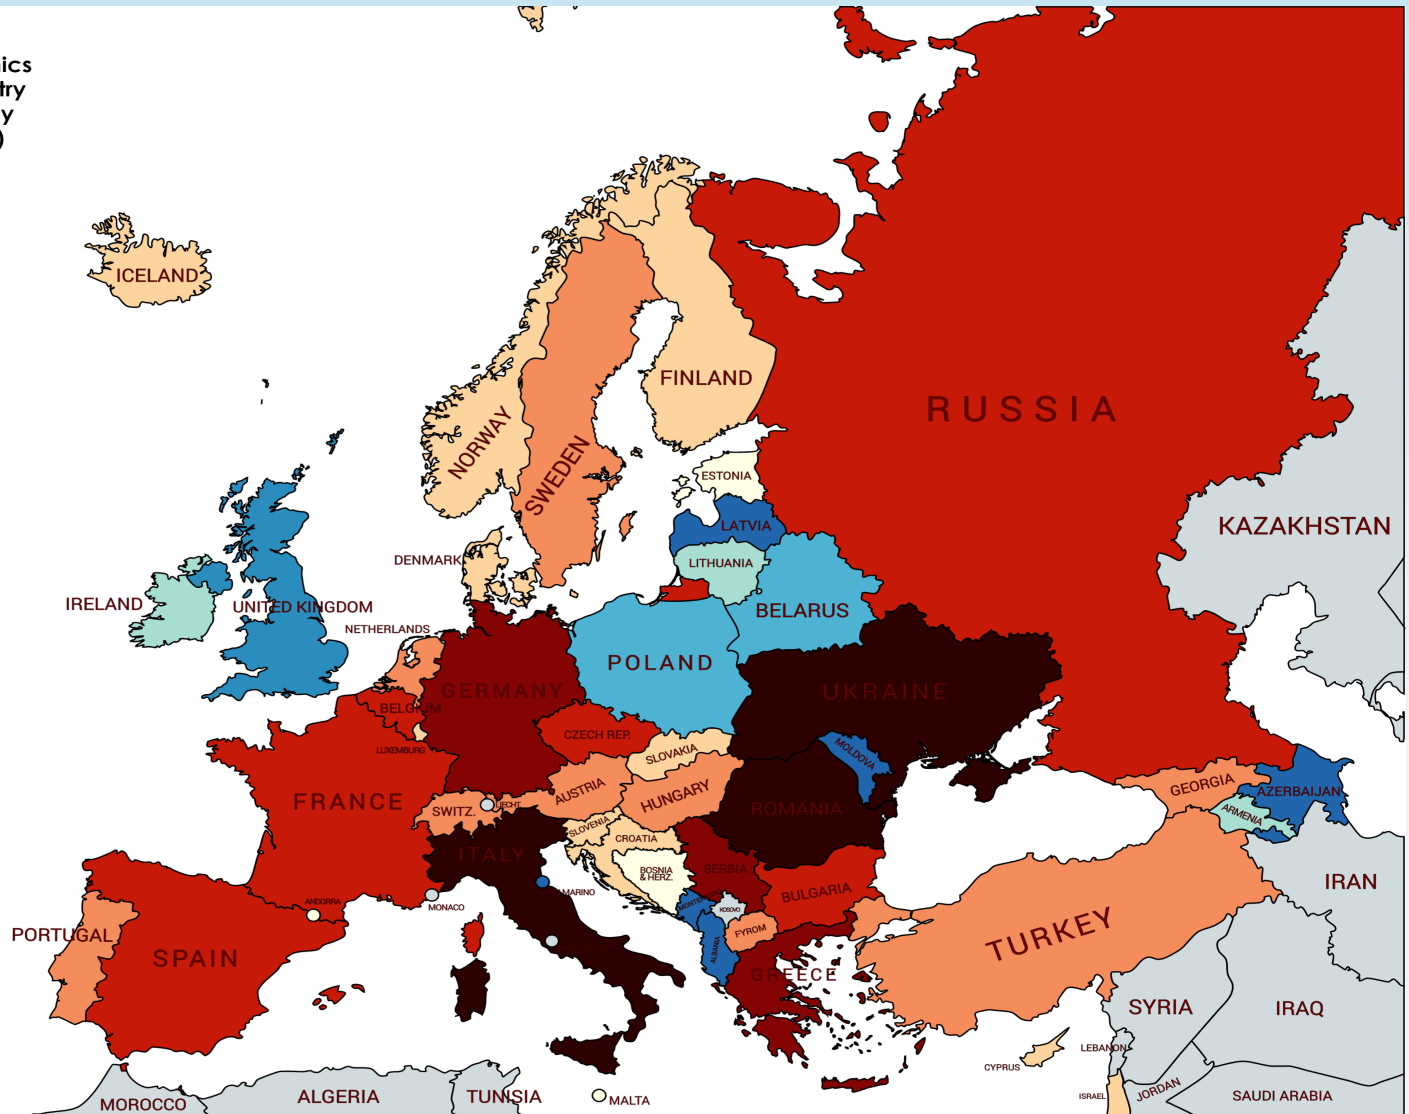 ics
try
y
)
ICELAND
FINLAND
NORWAY
SWEDEN
RUSSIA
ESTONIA
LATVIA
LITHUANIA
KAZAKHSTAN
DENMARK
IRELAND
UNITED KINGDOM
BELARUS
NETHERLANDS
POLAND
GERMANY
UKRAINE
BELGIUM
CZECH REP.
LUXEMBURG
SLOVAKIA
MOLDOVA
FRANCE
AUSTRIA
HUNGARY
GEORGIA
AZERBAIJAN
SWITZ.
LIECHT.
ROMANIA
ARMENIA
SLOVENIA
CROATIA
ITALY
BOSNIA
& HERZ.
SERBIA
BULGARIA
IRAN
MARINO
ANDORRA
MONACO
KOSOVO
PORTUGAL
FYROM
TURKEY
ALBANIA
SPAIN
GREECE
SYRIA
IRAQ
LEBANON
CYPRUS
ISRAEL
JORDAN
SAUDI ARABIA
MOROCCO
ALGERIA
TUNISIA
MALTA